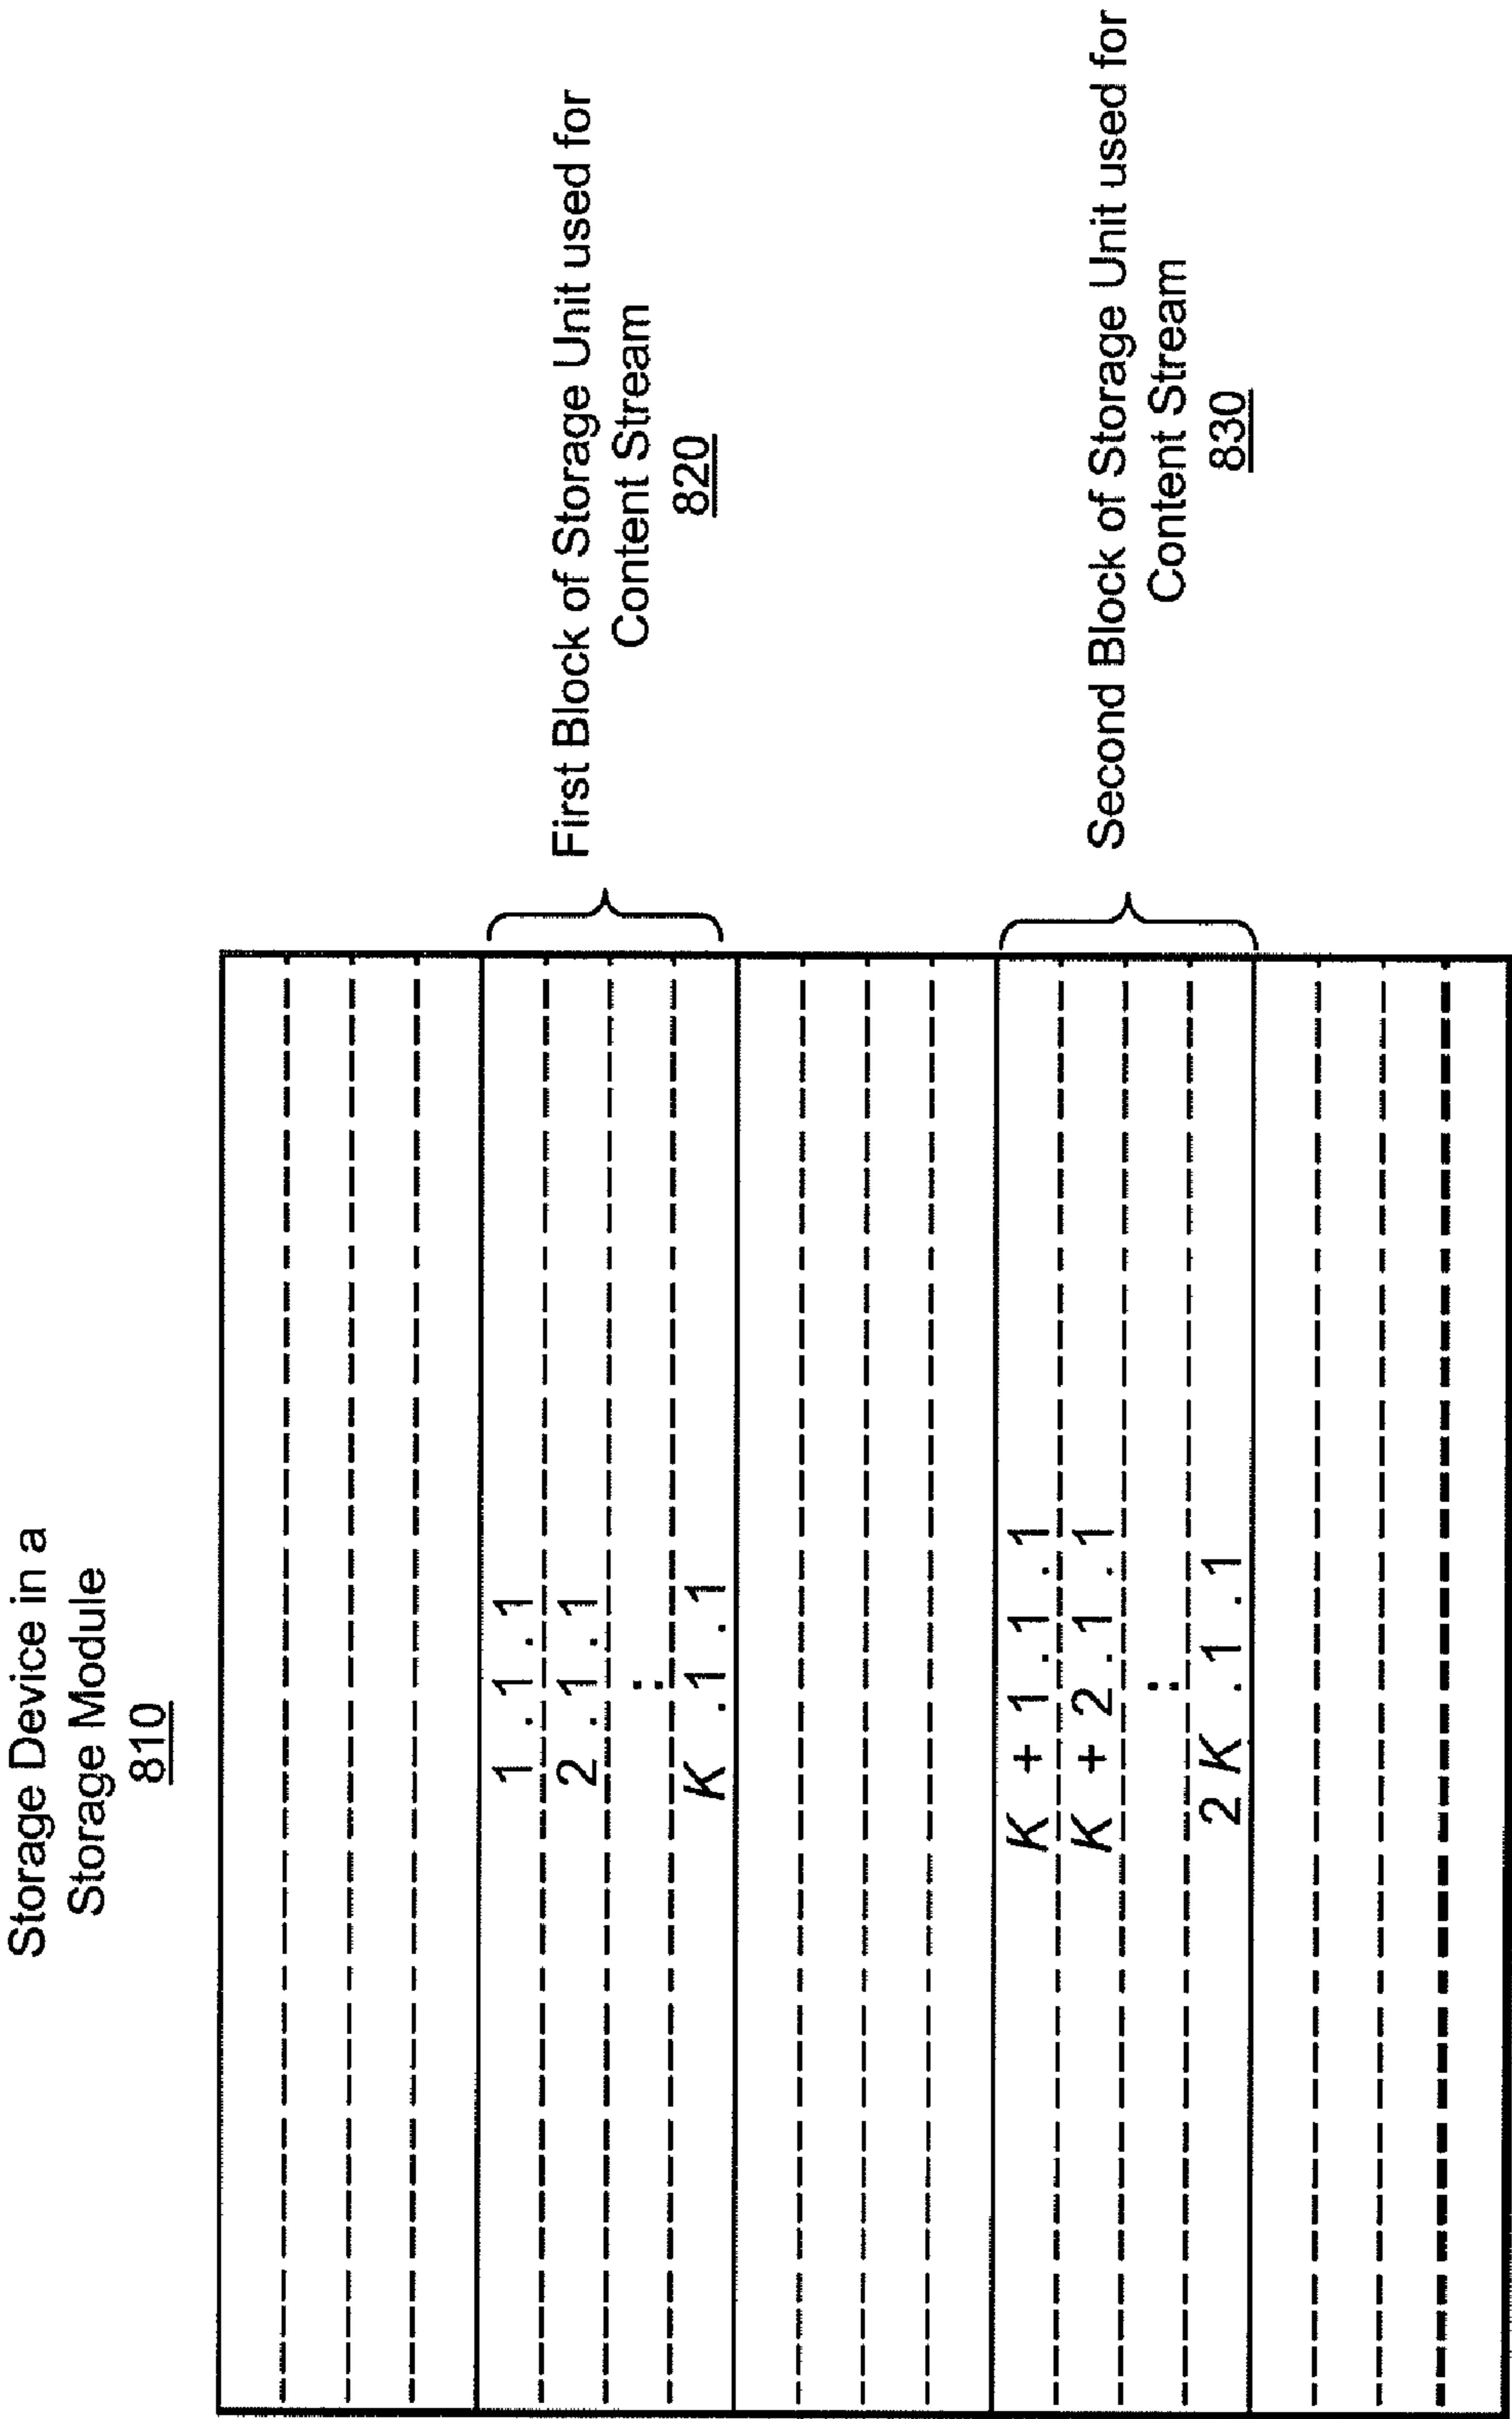 Storage Device in a
Storage Module
810
1 .1 .1
2 .1 .1
:
K .1 .1
First Block of Storage Unit used for
Content Stream
820
K + 1 .1 .1
K + 2 .1 .1
:
2 K .1 .1
Second Block of Storage Unit used for
Content Stream
830